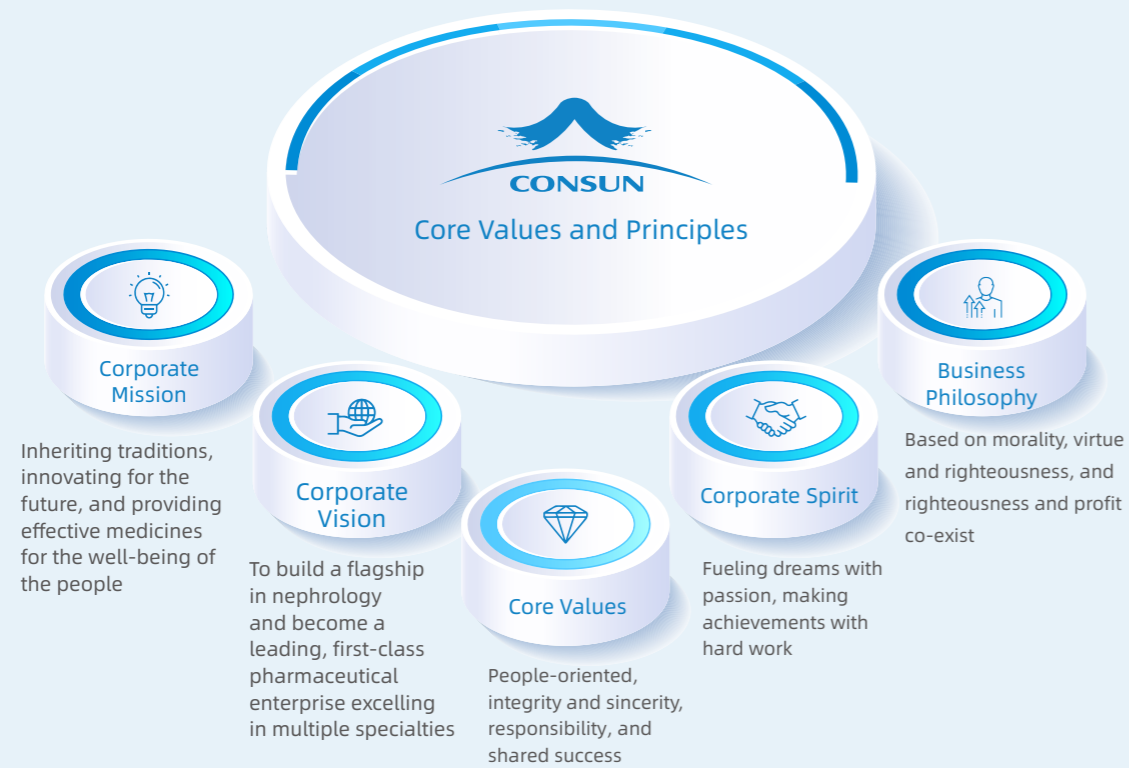 CONSUN
Core Values and Principles
Corporate
Mission
Inheriting traditions,
innovating for the
future, and providing
effective medicines
for the well-being of
the people
Corporate
Vision
To build a flagship
in nephrology
and become a
leading, first-class
pharmaceutical
enterprise excelling
in multiple specialties
Core Values
People-oriented,
integrity and sincerity,
responsibility, and
shared success
Corporate Spirit
Fueling dreams with
passion, making
achievements with
hard work
Business
Philosophy
Based on morality, virtue
and righteousness, and
righteousness and profit
co-exist